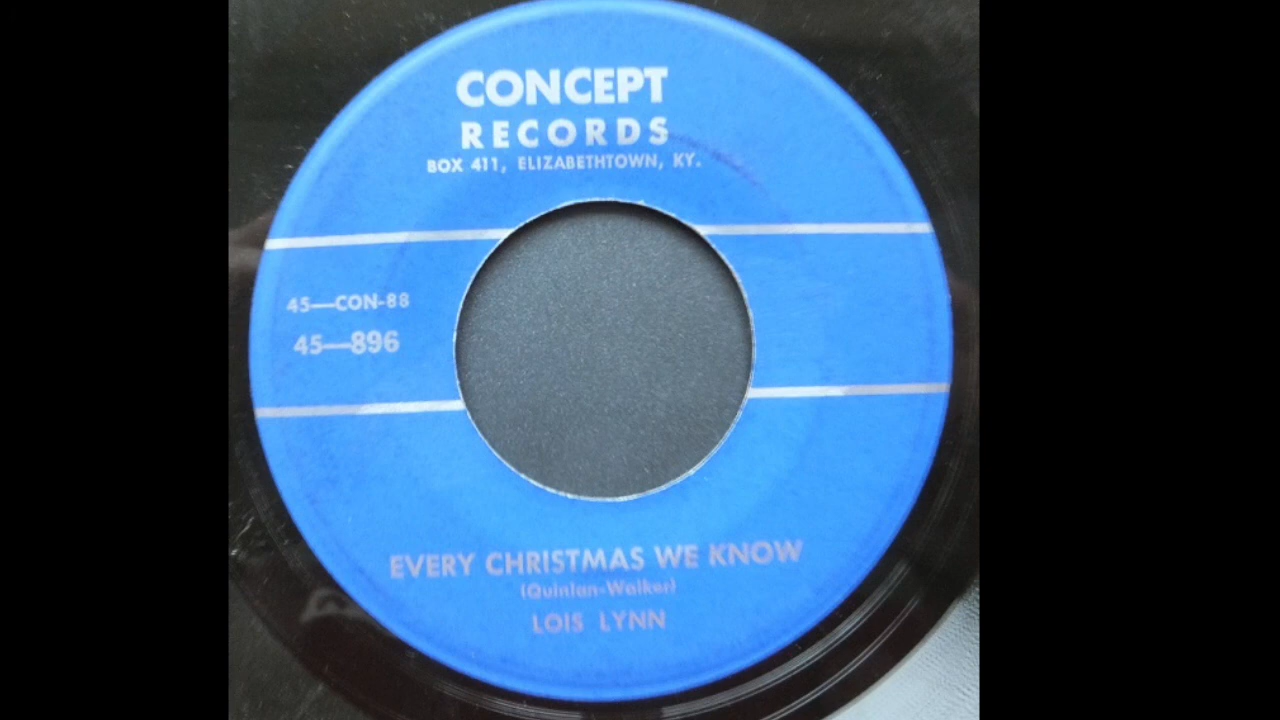 CONCEPT
RECORDS
BOX 411, ELIZABETHTOWN, KY.
45—CON-88
45—896
EVERY CHRISTMAS WE KNOW
(Quinlan-Walker)
LOIS LYNN